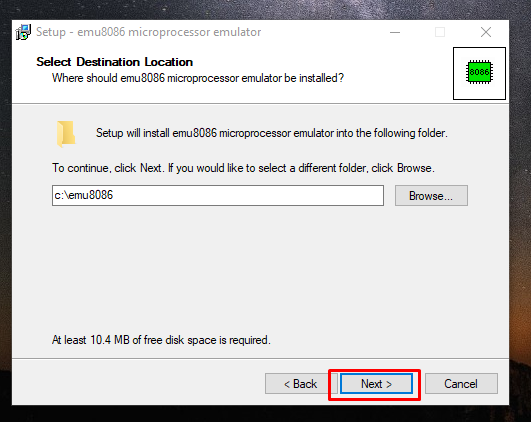 Setup - emu8086 microprocessor emulator
Select Destination Location
Where should emu8086 microprocessor emulator be installed?
8086
Setup will install emu8086 microprocessor emulator into the following folder.
To continue, click Next. If you would like to select a different folder, click Browse.
c:\emu8086
Browse...
At least 10.4 MB of free disk space is required.
< Back
Next >
Cancel